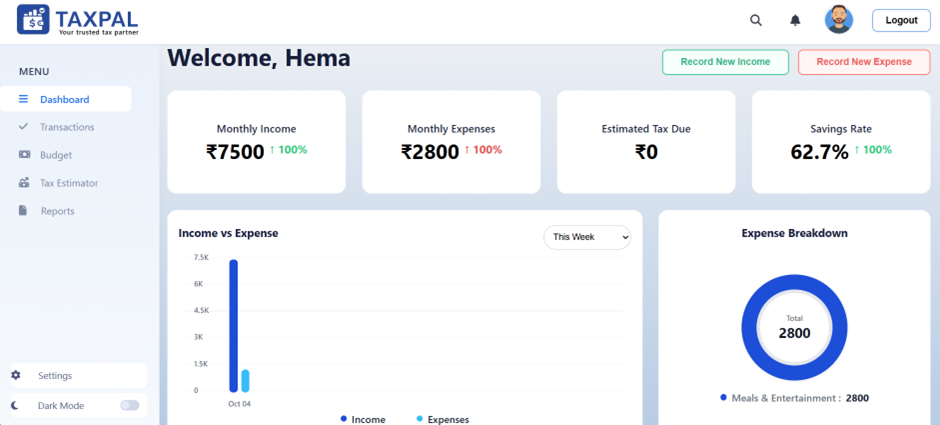 TAXPAL
Your trusted tax partner
Logout
MENU
Dashboard
Transactions
Budget
Tax Estimator
Reports
Settings
Dark Mode
Welcome, Hema
Record New Income
Record New Expense
Monthly Income
₹7500 ↑ 100%
Monthly Expenses
₹2800 ↑ 100%
Estimated Tax Due
₹0
Savings Rate
62.7% ↑ 100%
Income vs Expense
This Week
7.5K
6K
4.5K
3K
1.5K
0
Oct 04
Income
Expenses
Expense Breakdown
Total
2800
Meals & Entertainment : 2800